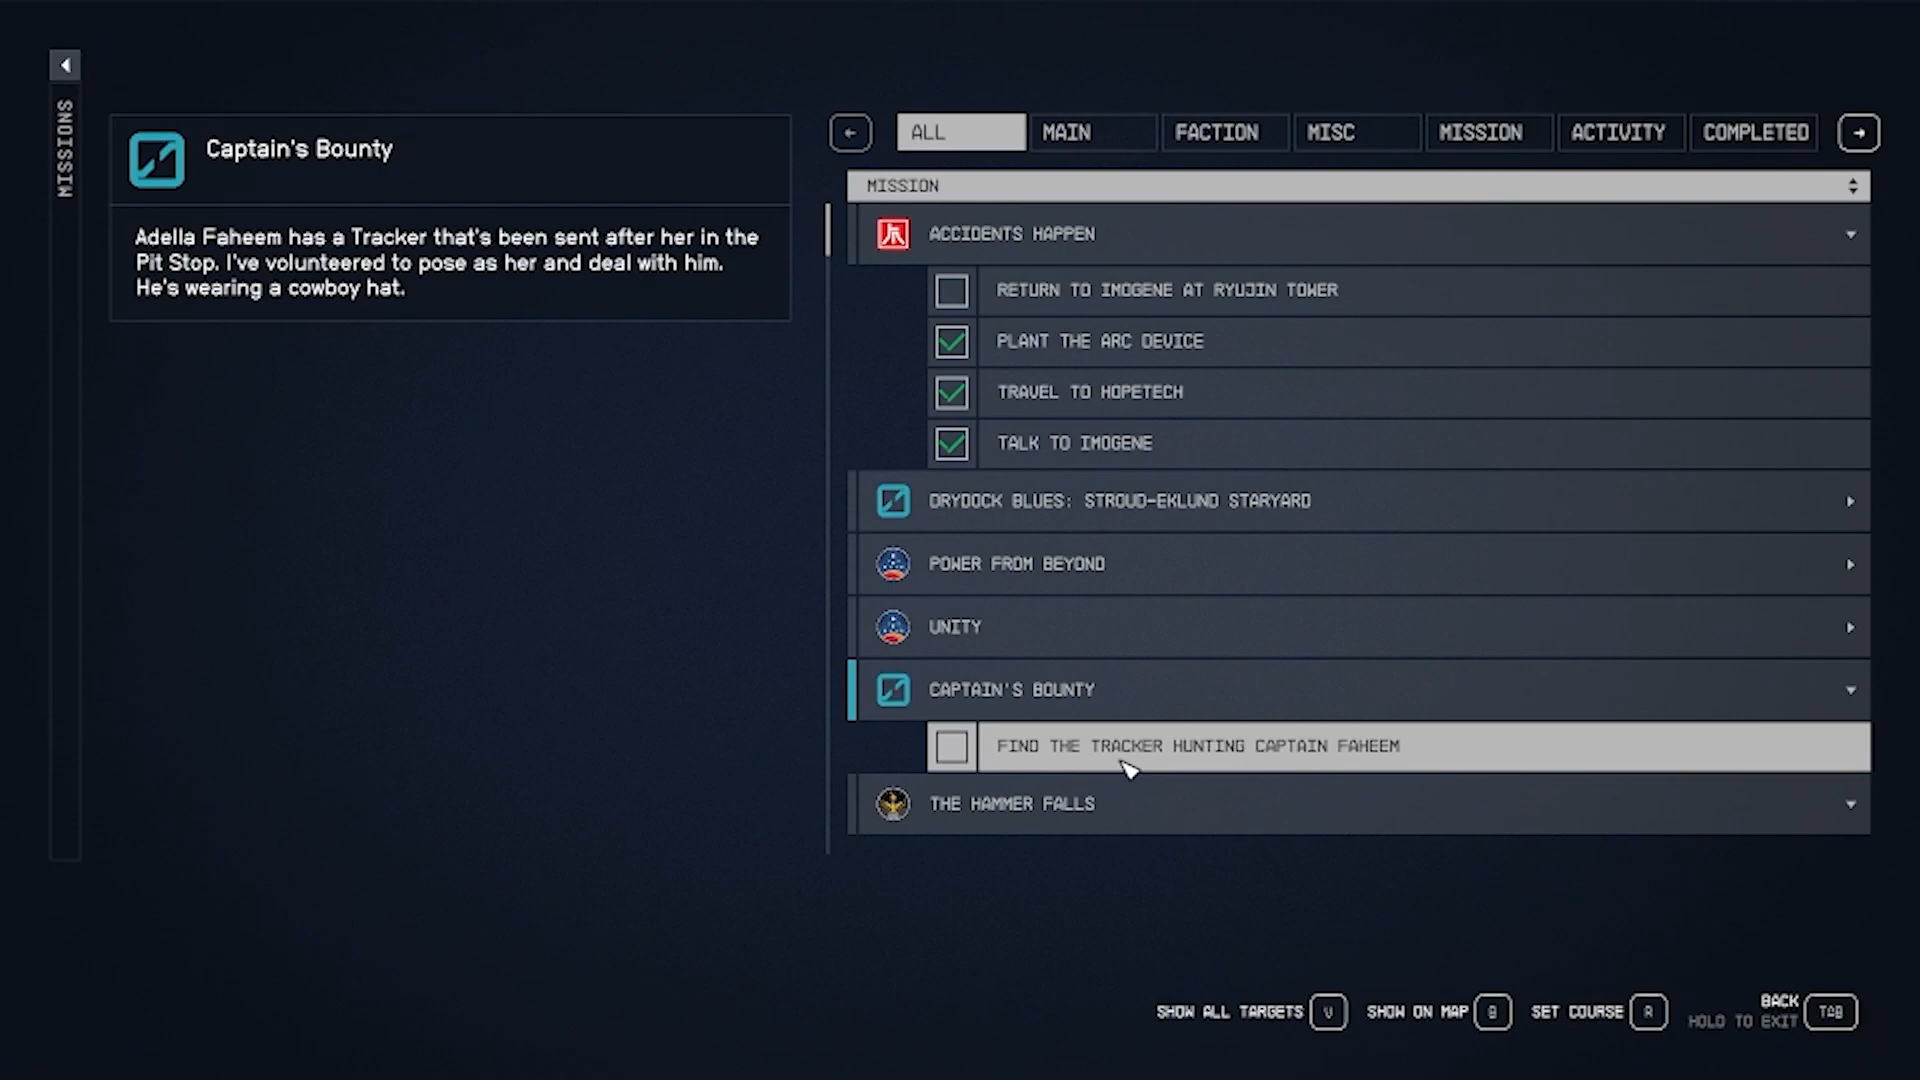 MISSIONS
Captain's Bounty
Adella Faheem has a Tracker that's been sent after her in the
Pit Stop. I've volunteered to pose as her and deal with him.
He's wearing a cowboy hat.
ALL MAIN FACTION MISC MISSION ACTIVITY COMPLETED
MISSION
ACCIDENTS HAPPEN
RETURN TO IMOGENE AT RYUJIN TOWER
PLANT THE ARC DEVICE
TRAVEL TO HOPETECH
TALK TO IMOGENE
DRYDOCK BLUES: STROUD-EKLUND STARYARD
POWER FROM BEYOND
UNITY
CAPTAIN'S BOUNTY
FIND THE TRACKER HUNTING CAPTAIN FAHEEM
THE HAMMER FALLS
SHOW ALL TARGETS V SHOW ON MAP G SET COURSE R BACK TAB
HOLD TO EXIT